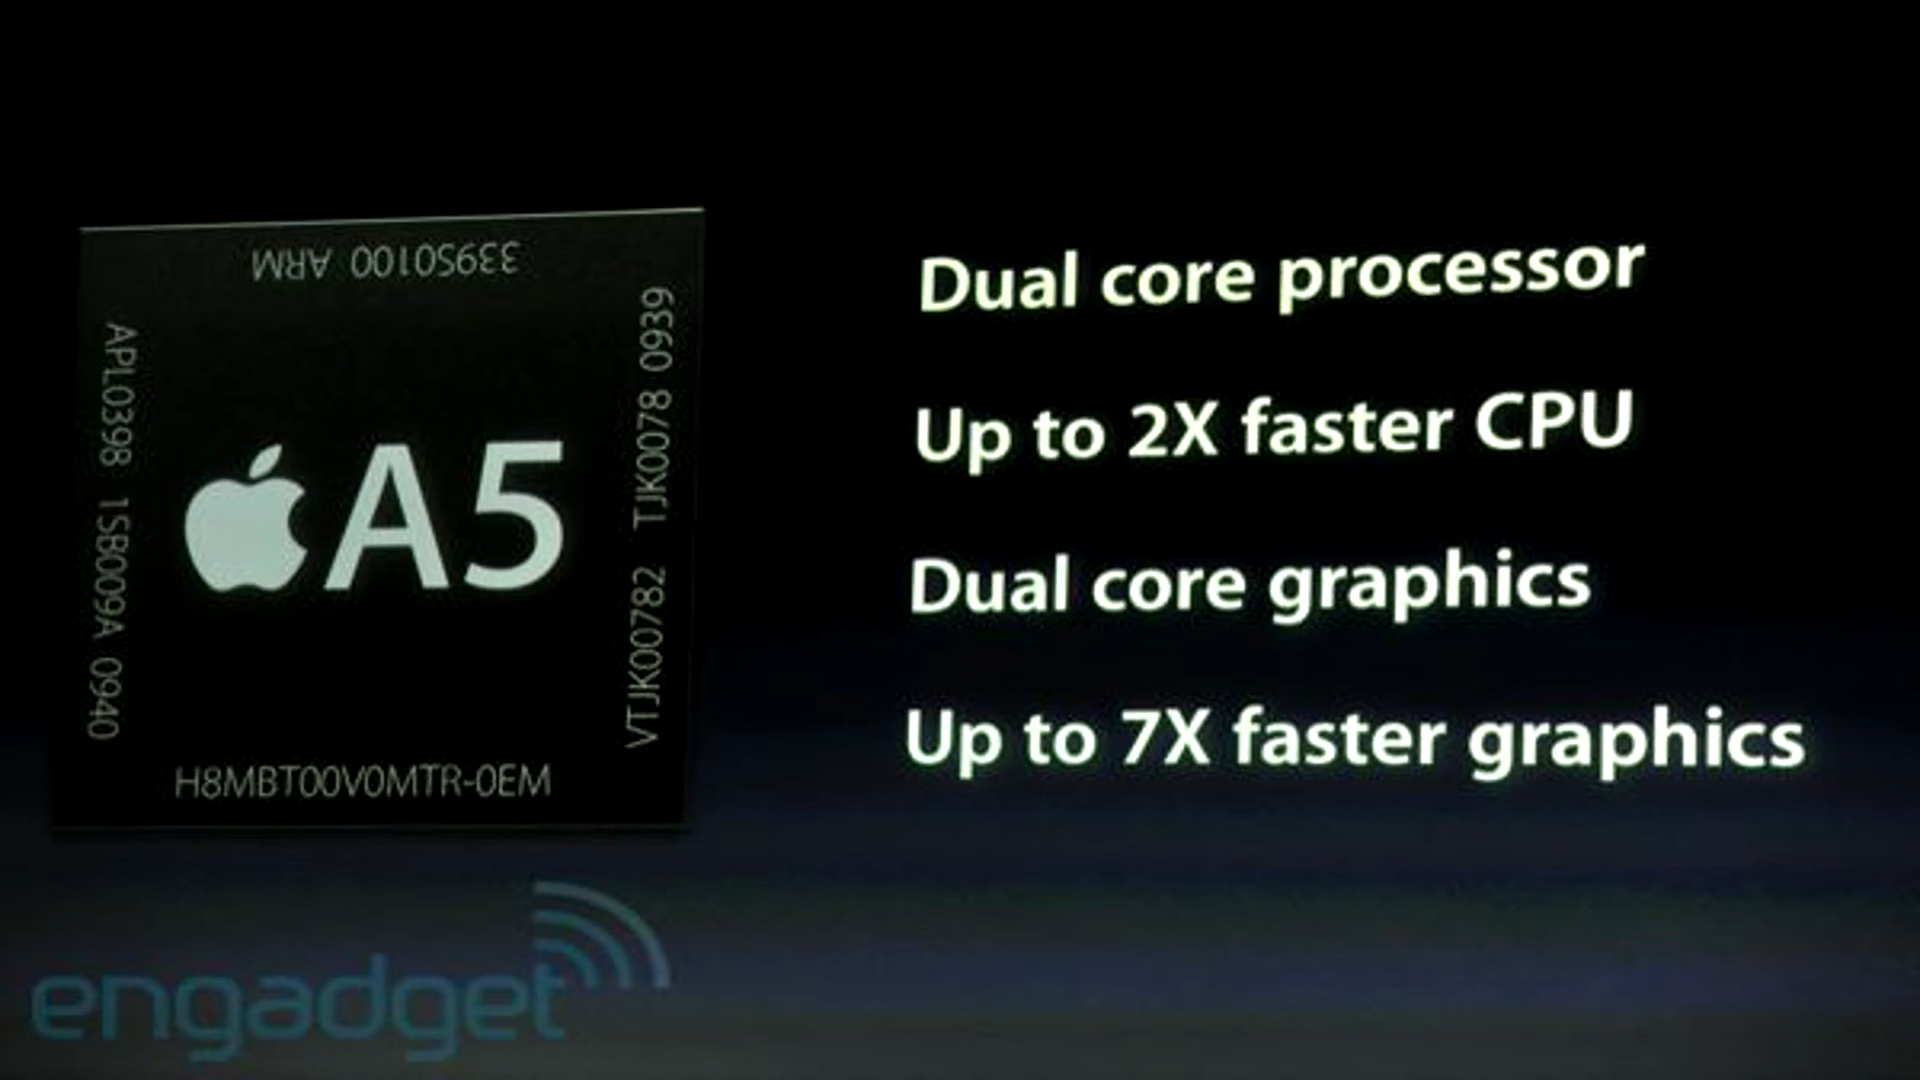 339S0100 ARM
APL0398 1SB009A 0940
A5
VTJK00782 TJK0078 0939
H8MBT00V0MTR-0EM
Dual core processor
Up to 2X faster CPU
Dual core graphics
Up to 7X faster graphics
engadget